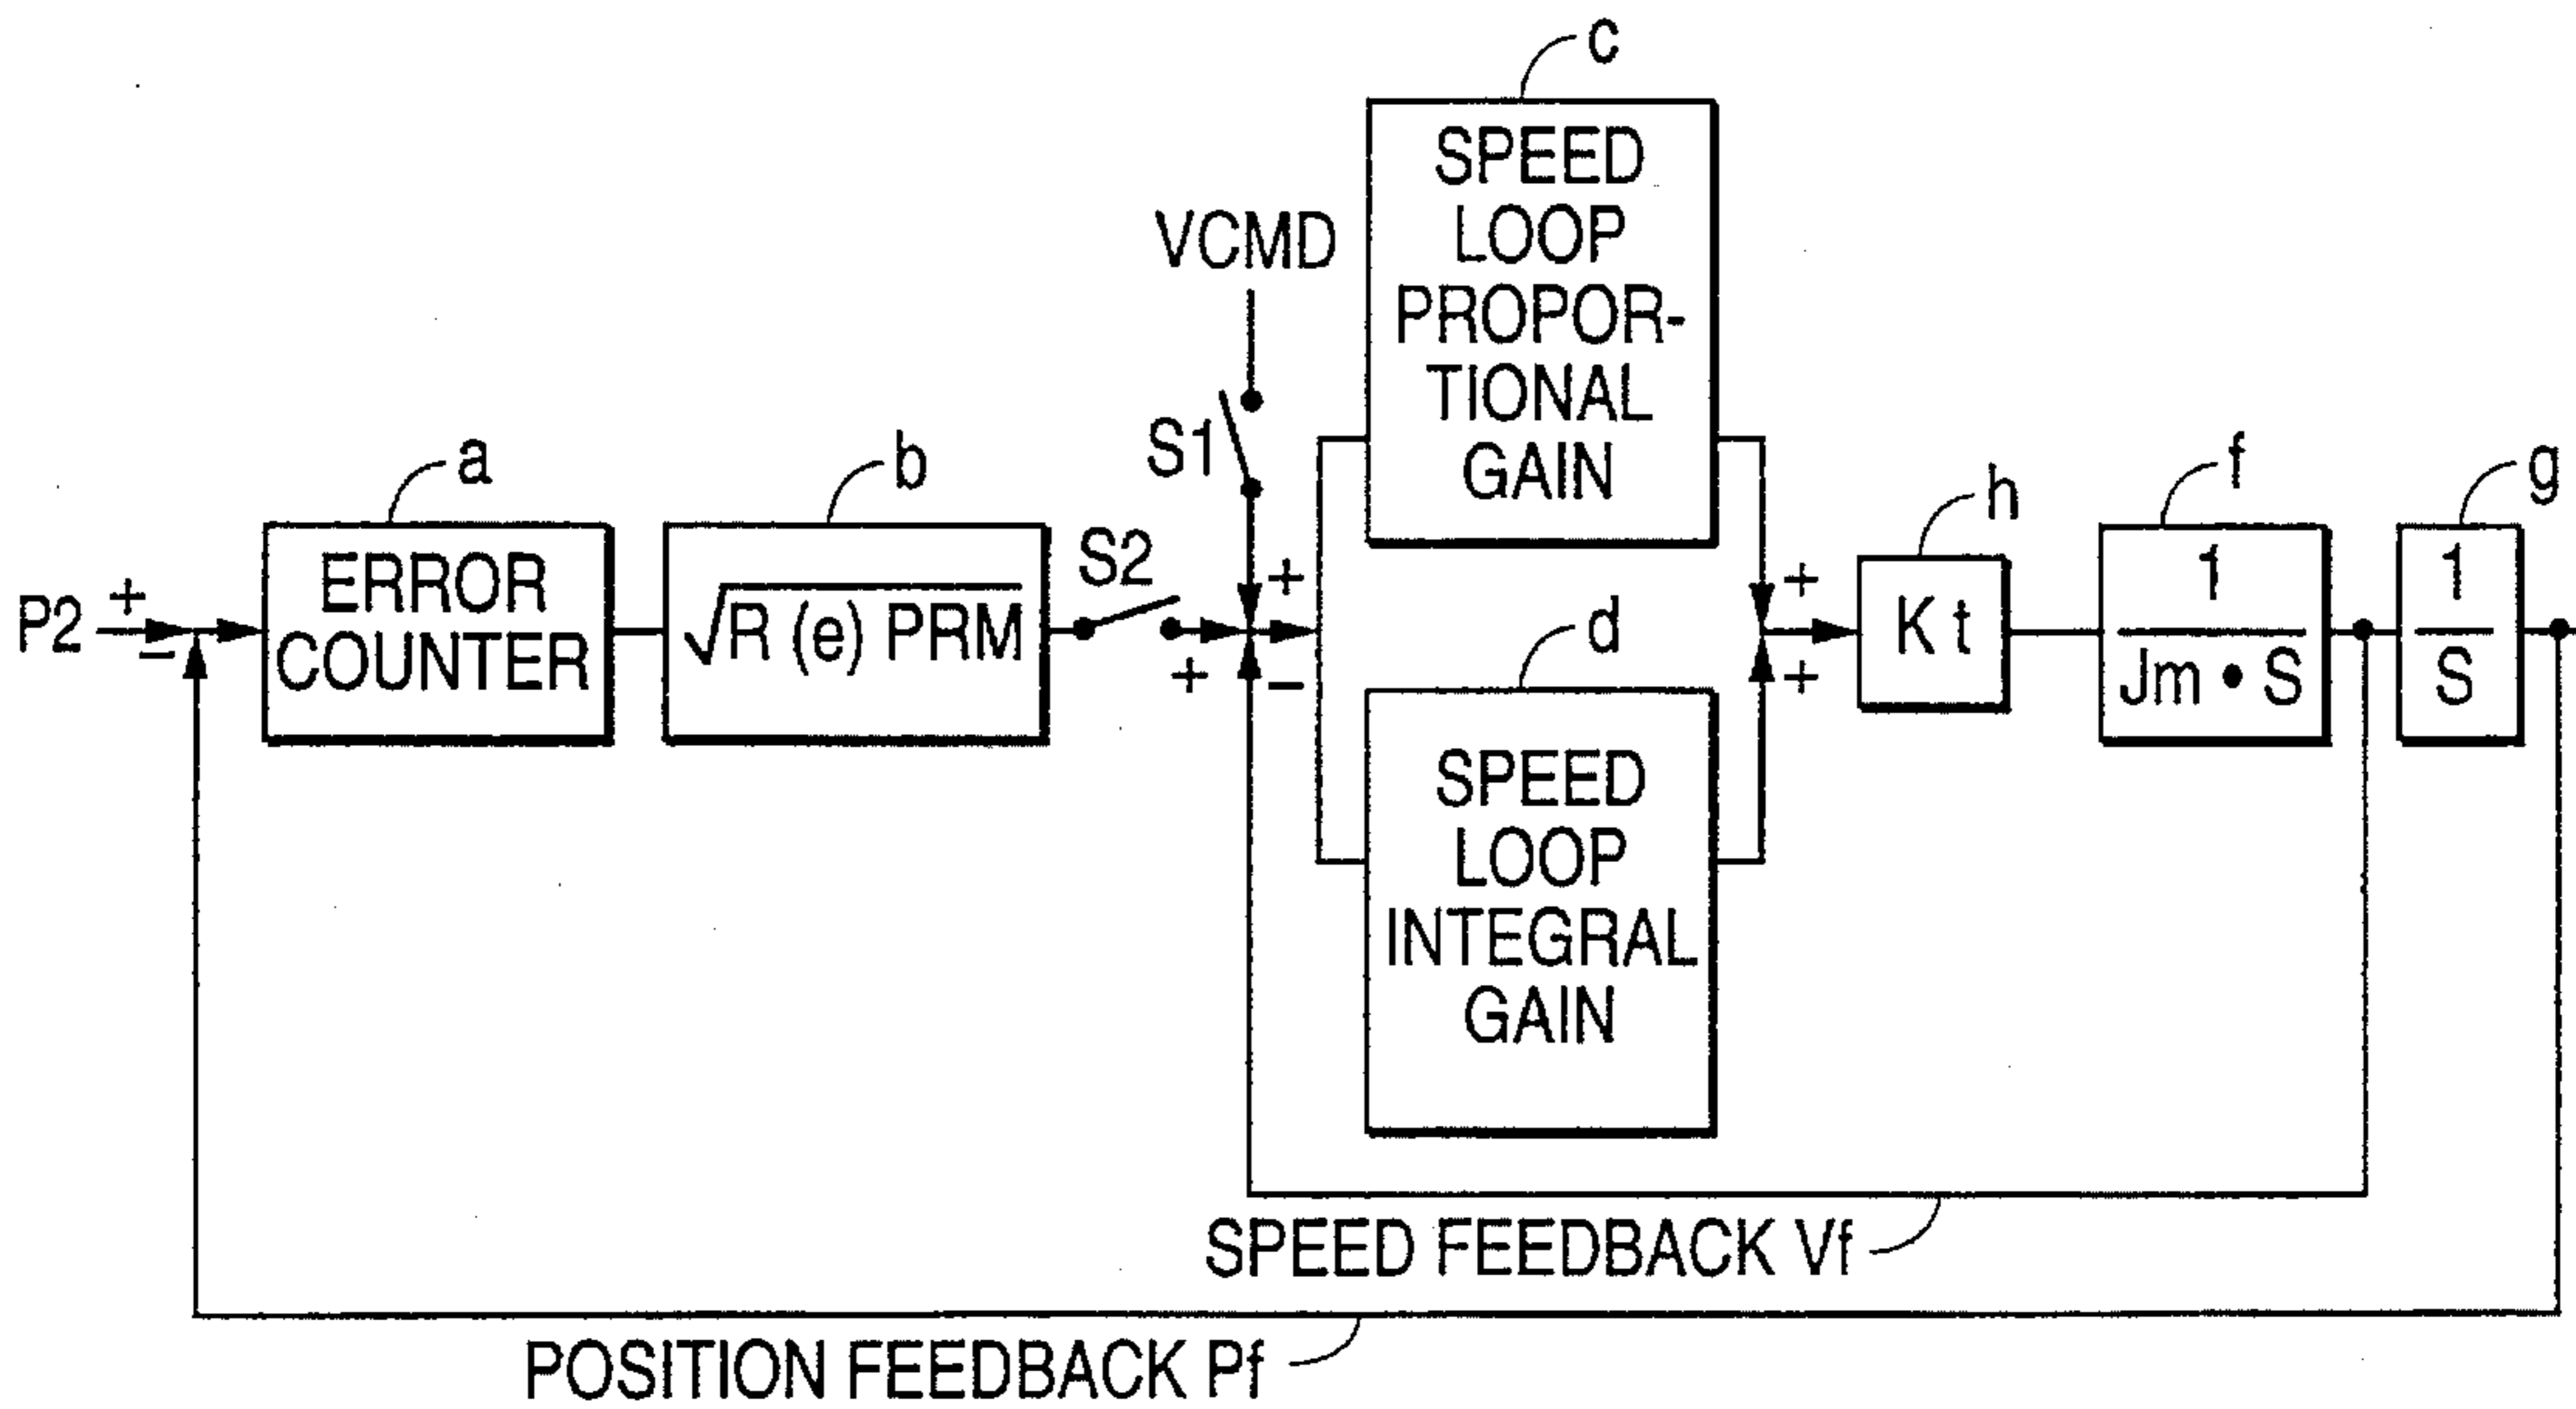 c
SPEED
LOOP
PROPOR-
TIONAL
GAIN
VCMD
S1
a
b
h
f
g
P2
+
−
ERROR
COUNTER
√R (e) PRM
S2
+
+
−
+
+
K t
1
Jm • S
1
S
d
SPEED
LOOP
INTEGRAL
GAIN
SPEED FEEDBACK Vf
POSITION FEEDBACK Pf